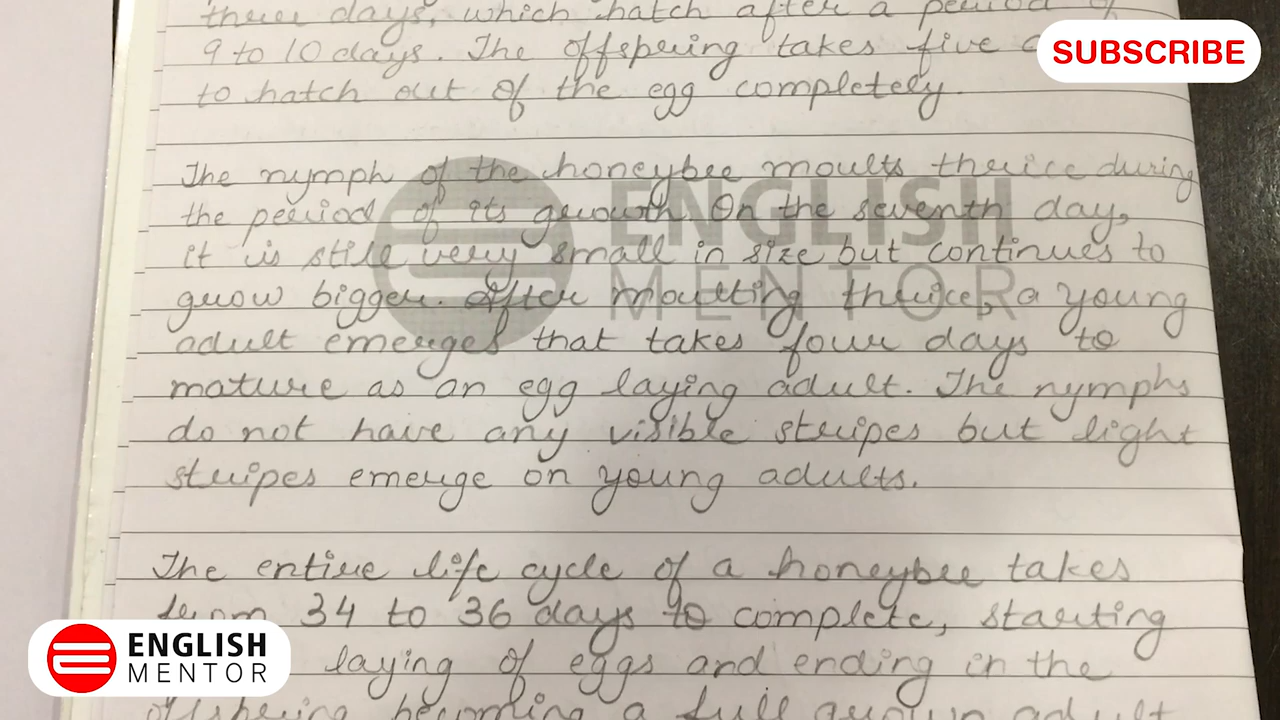 three days, which hatch after a period of
9 to 10 days. The offspring takes five
SUBSCRIBE
to hatch out of the egg completely.
The nymph of the honeybee moults thrice during
the period of its growth. On the seventh day,
it is still very small in size but continues to
grow bigger. After moulting thrice, a young
adult emerges that takes four days to
mature as an egg laying adult. The nymphs
do not have any visible stripes but light
stripes emerge on young adults.
ENGLISH
MENTOR
The entire life cycle of a honeybee takes
from 34 to 36 days to complete, starting
laying of eggs and ending in the
offspring becoming a full grown adult
ENGLISH
MENTOR